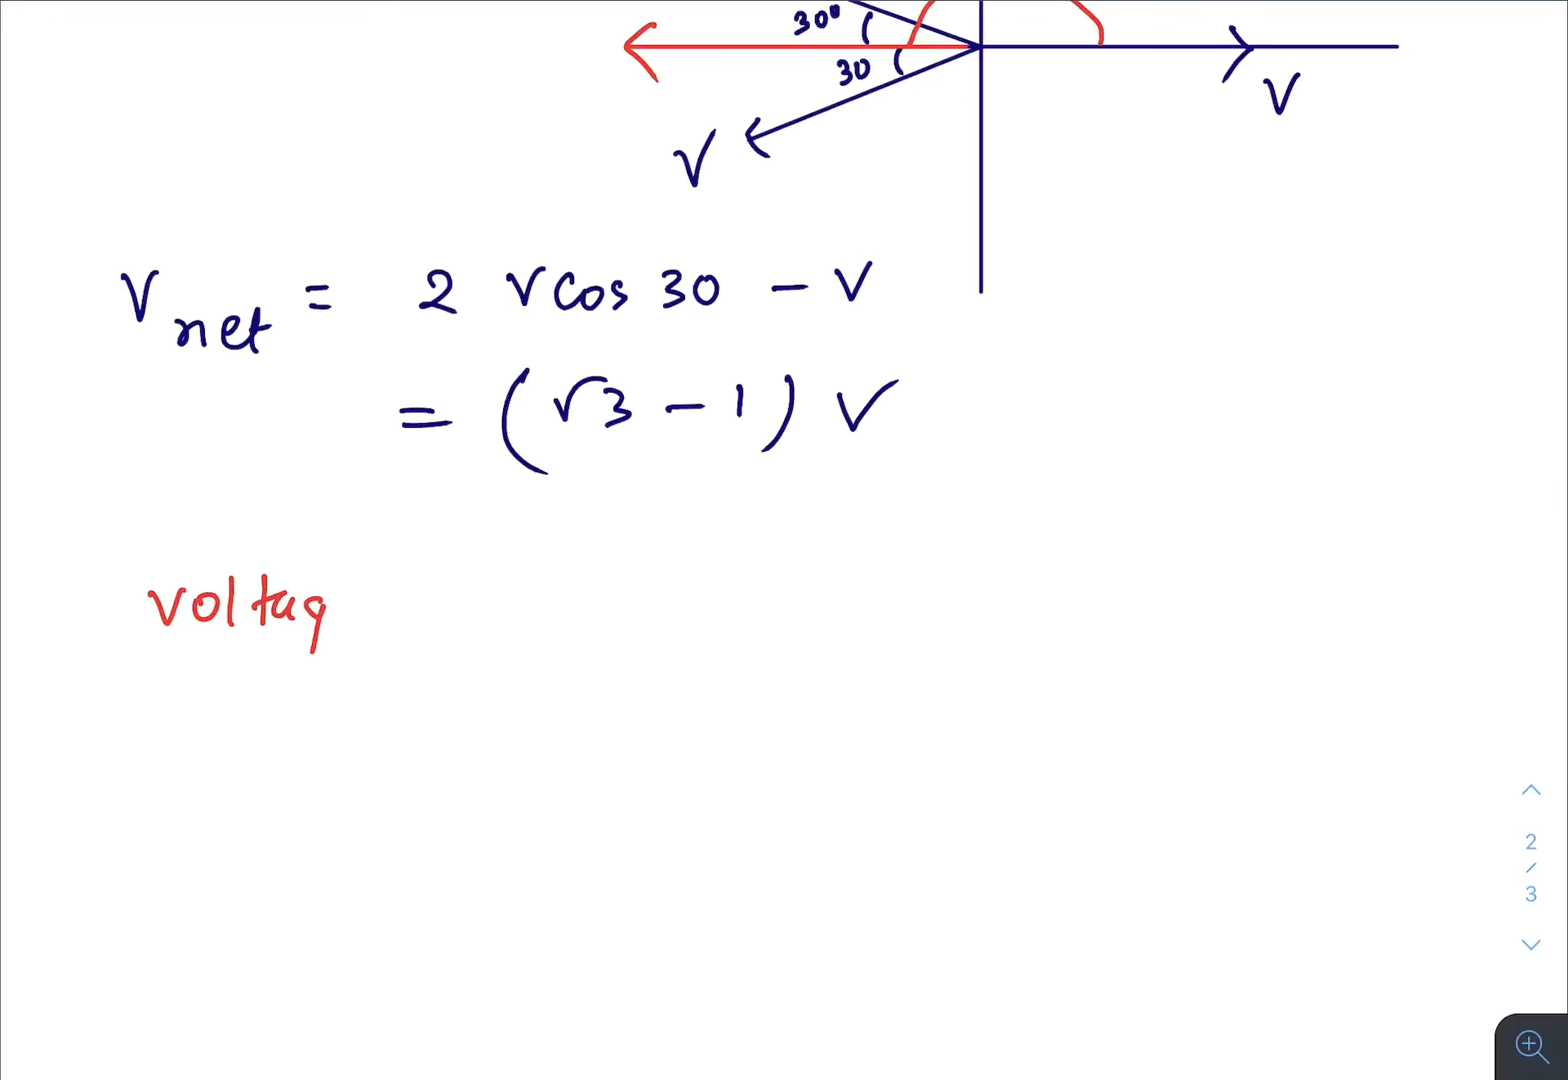 30°
30
V
V
Vnet = 2 V cos 30 - V
= (√3 - 1) V
voltag
2
/
3